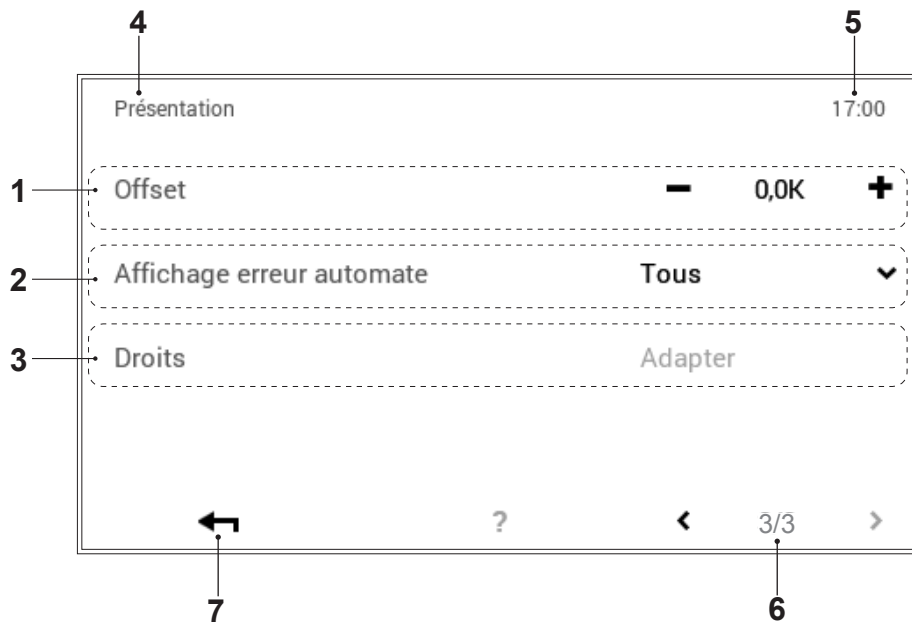 4 5
Présentation 17:00
1 Offset − 0,0K +
2 Affichage erreur automate Tous
3 Droits Adapter
? < 3/3 >
7 6